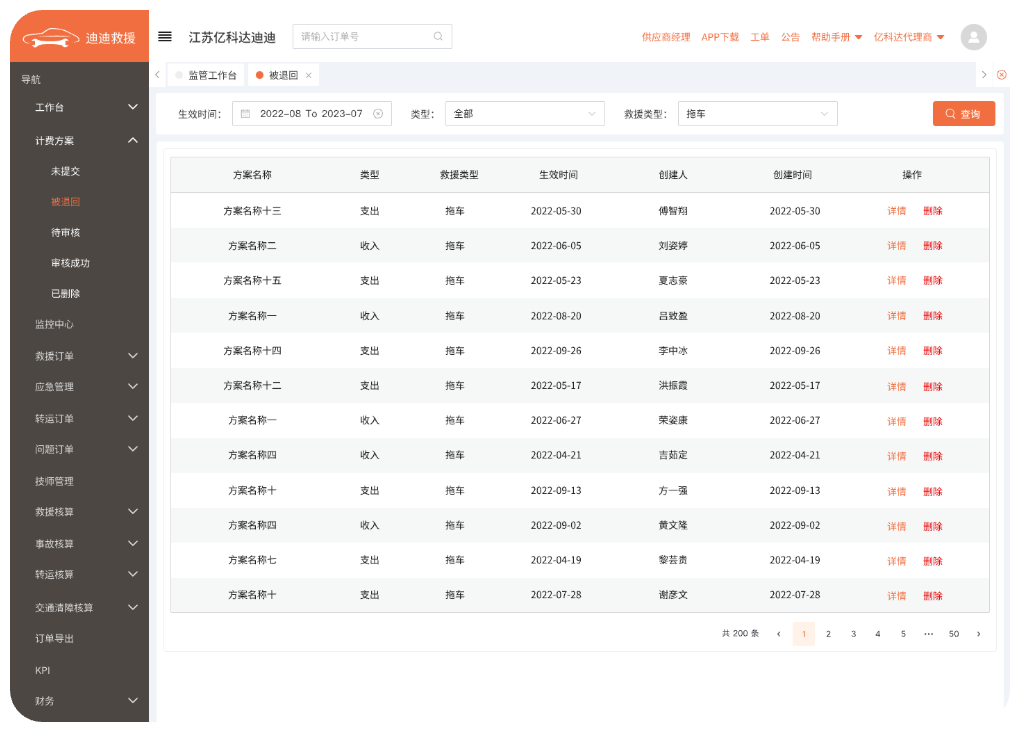 迪迪救援
江苏亿科达迪迪
请输入订单号
供应商经理 APP下载 工单 公告 帮助手册 亿科达代理商
导航
工作台
计费方案
未提交
被退回
待审核
审核成功
已删除
监控中心
救援订单
应急管理
转运订单
问题订单
技师管理
救援核算
事故核算
转运核算
交通清障核算
订单导出
KPI
财务
监管工作台 被退回
生效时间： 2022-08 To 2023-07 类型： 全部 救援类型： 拖车 查询
方案名称 类型 救援类型 生效时间 创建人 创建时间 操作
方案名称十三 支出 拖车 2022-05-30 傅智翔 2022-05-30 详情 删除
方案名称二 收入 拖车 2022-06-05 刘姿婷 2022-06-05 详情 删除
方案名称十五 支出 拖车 2022-05-23 夏志豪 2022-05-23 详情 删除
方案名称一 收入 拖车 2022-08-20 吕致盈 2022-08-20 详情 删除
方案名称十四 支出 拖车 2022-09-26 李中冰 2022-09-26 详情 删除
方案名称十二 支出 拖车 2022-05-17 洪振霞 2022-05-17 详情 删除
方案名称一 收入 拖车 2022-06-27 荣姿康 2022-06-27 详情 删除
方案名称四 收入 拖车 2022-04-21 吉茹定 2022-04-21 详情 删除
方案名称十 支出 拖车 2022-09-13 方一强 2022-09-13 详情 删除
方案名称四 收入 拖车 2022-09-02 黄文隆 2022-09-02 详情 删除
方案名称七 支出 拖车 2022-04-19 黎芸贵 2022-04-19 详情 删除
方案名称十 支出 拖车 2022-07-28 谢彦文 2022-07-28 详情 删除
共 200 条 ‹ 1 2 3 4 5 ··· 50 ›